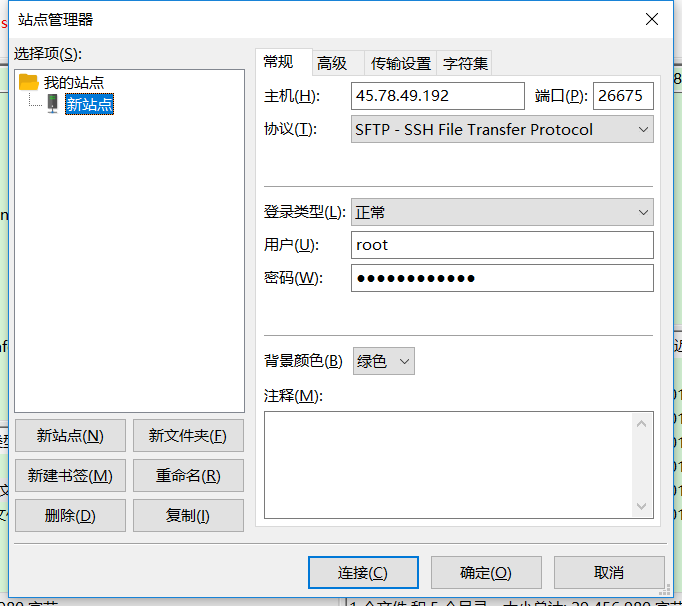 站点管理器
选择项(S):
我的站点
新站点
新站点(N)
新文件夹(F)
新建书签(M)
重命名(R)
删除(D)
复制(I)
常规
高级
传输设置
字符集
主机(H):
45.78.49.192
端口(P):
26675
协议(T):
SFTP - SSH File Transfer Protocol
登录类型(L):
正常
用户(U):
root
密码(W):
●●●●●●●●●●●●
背景颜色(B)
绿色
注释(M):
连接(C)
确定(O)
取消